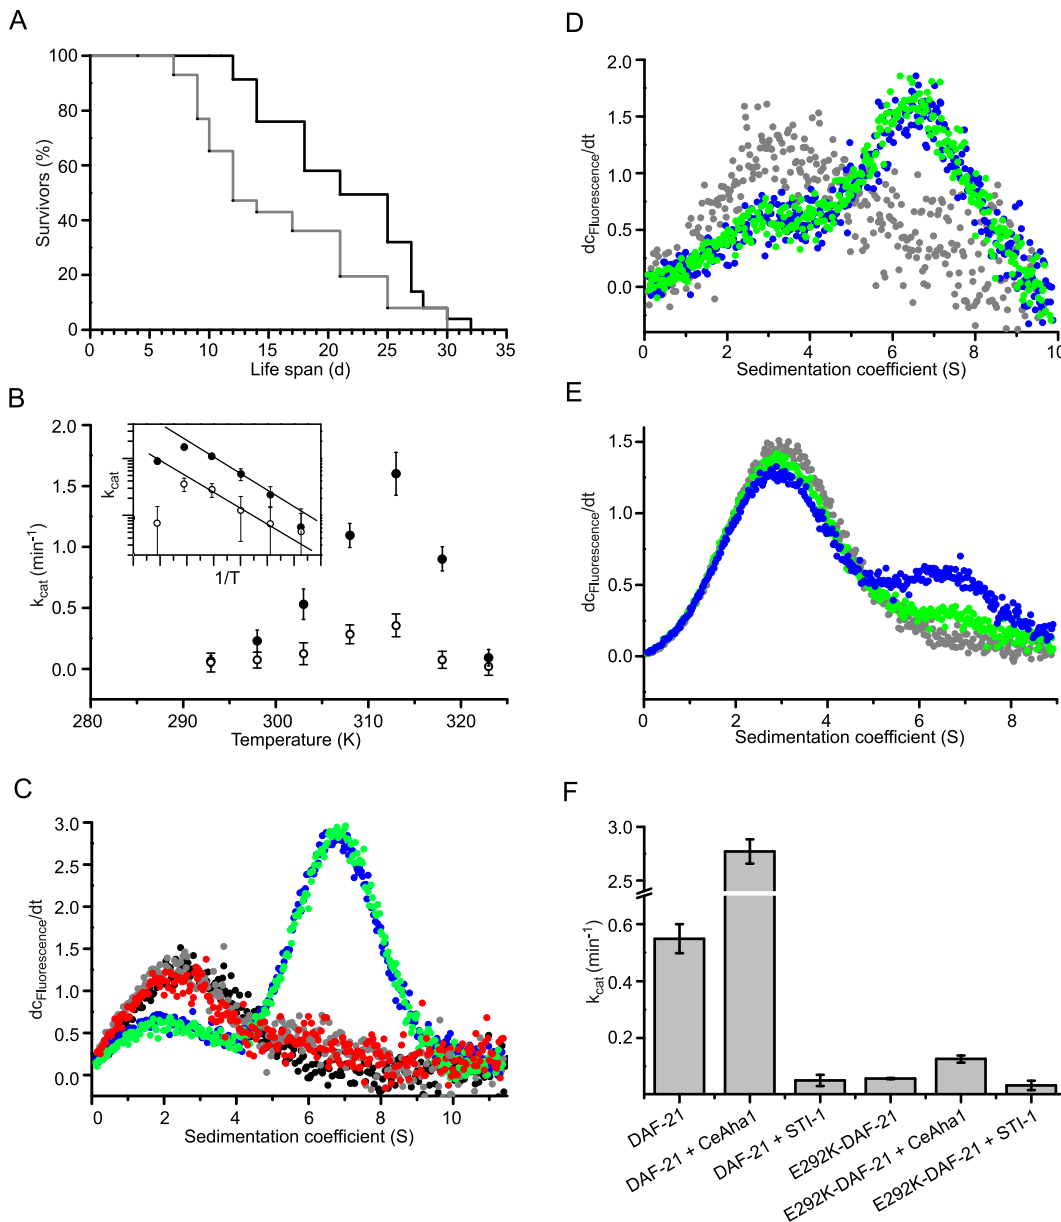 A
100
80
60
40
20
0
Survivors (%)
0 5 10 15 20 25 30 35
Life span (d)
B
2.0
1.5
1.0
0.5
0.0
kcat (min-1)
kcat
1/T
280 290 300 310 320
Temperature (K)
C
3.0
2.5
2.0
1.5
1.0
0.5
0.0
dcFluorescence/dt
0 2 4 6 8 10
Sedimentation coefficient (S)
D
2.0
1.5
1.0
0.5
0.0
dcFluorescence/dt
0 2 4 6 8 10
Sedimentation coefficient (S)
E
1.5
1.0
0.5
0.0
dcFluorescence/dt
0 2 4 6 8
Sedimentation coefficient (S)
F
3.0
2.5
0.6
0.4
0.2
kcat (min-1)
DAF-21
DAF-21 + CeAha1
DAF-21 + STI-1
E292K-DAF-21
E292K-DAF-21 + CeAha1
E292K-DAF-21 + STI-1